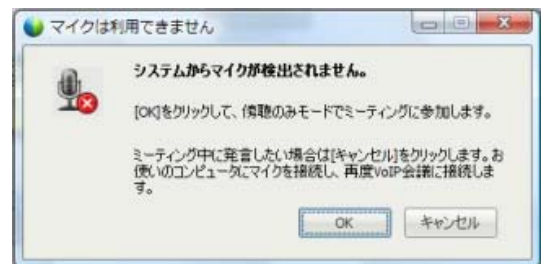 マイクは利用できません
システムからマイクが検出されません。
[OK]をクリックして、傍聴のみモードでミーティングに参加します。
ミーティング中に発言したい場合は[キャンセル]をクリックします。お
使いのコンピュータにマイクを接続し、再度VoIP会議に接続しま
す。
OK
キャンセル